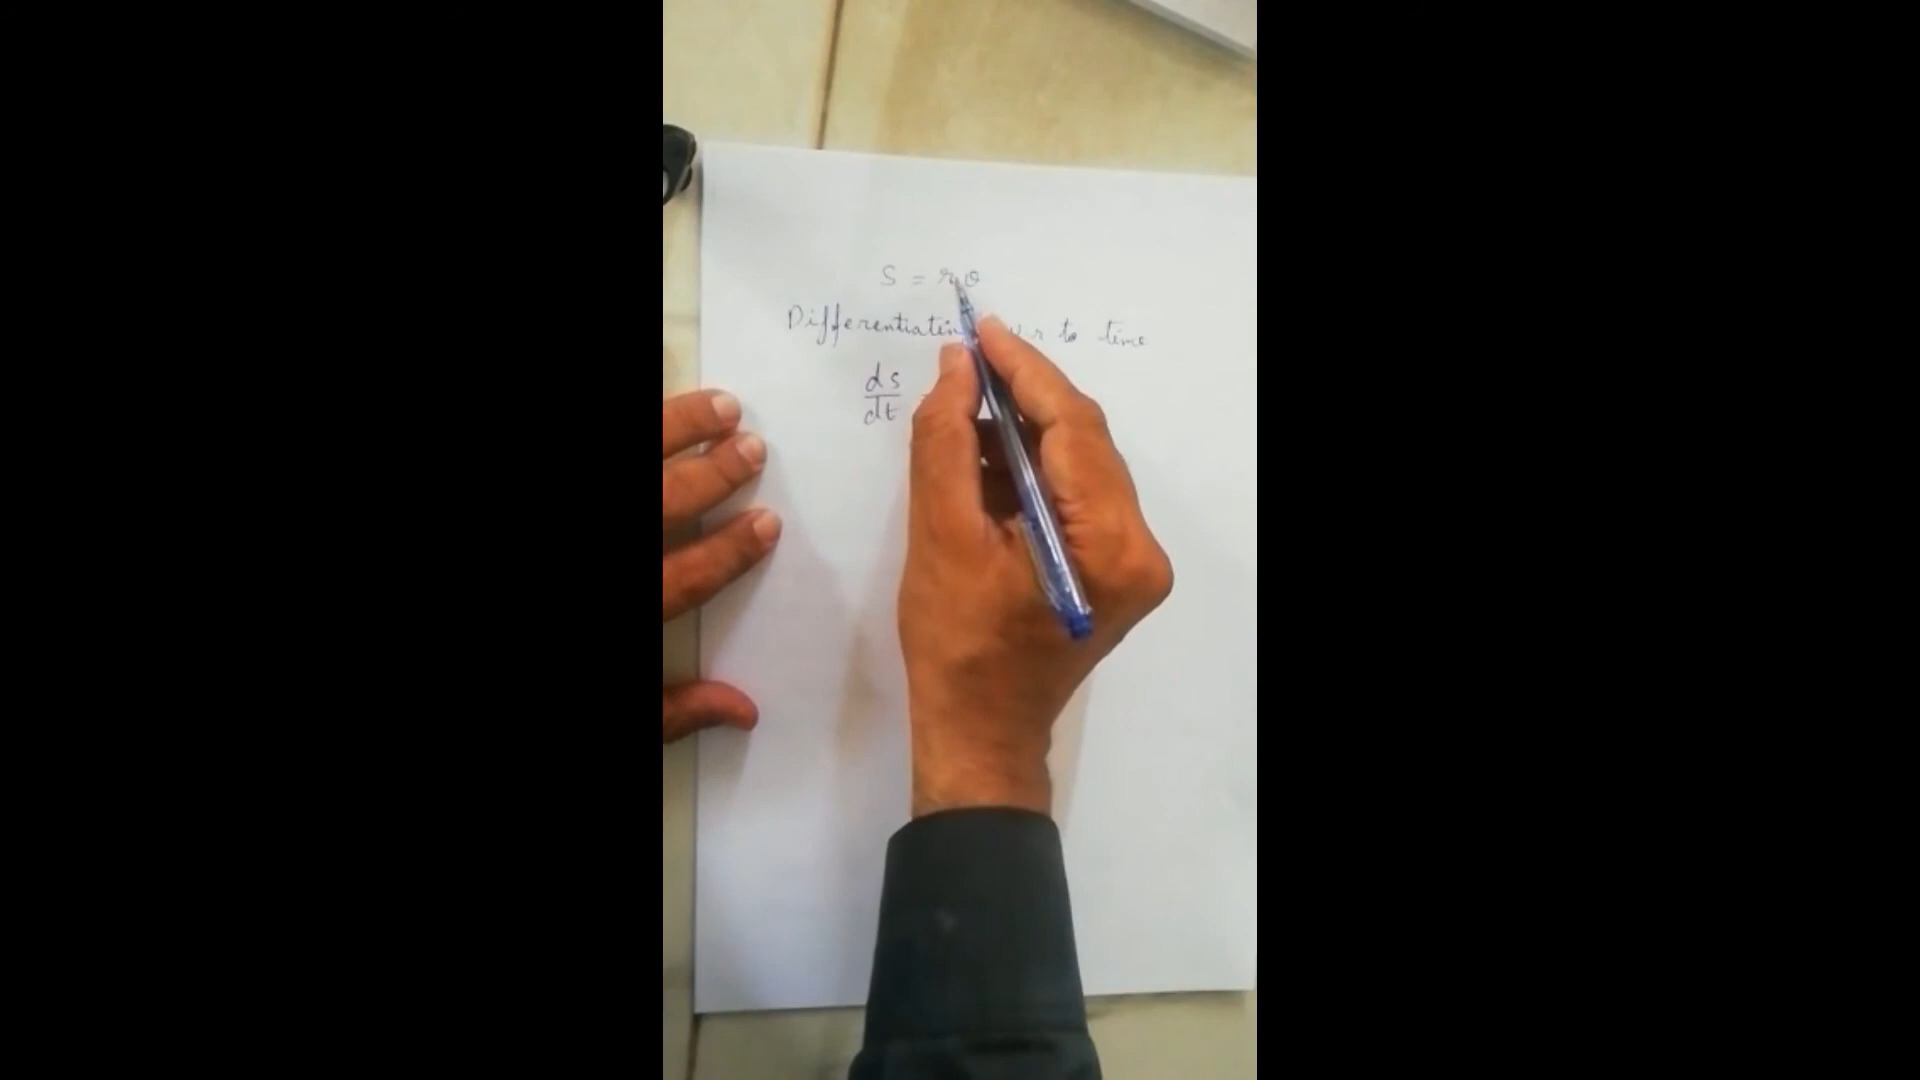 S = rθ
Differentiating w r to time
ds/dt =